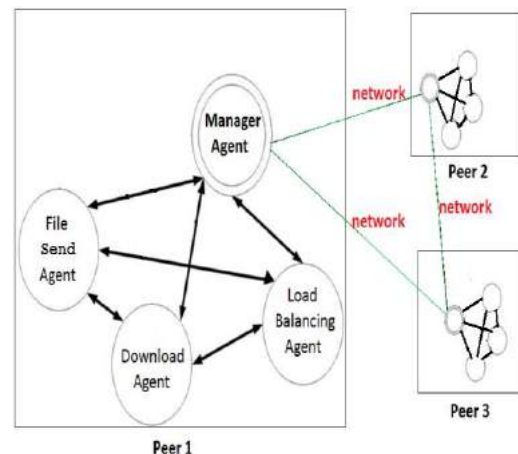 Manager
Agent
File
Send
Agent
Load
Balancing
Agent
Download
Agent
Peer 1
network
network
network
Peer 2
Peer 3